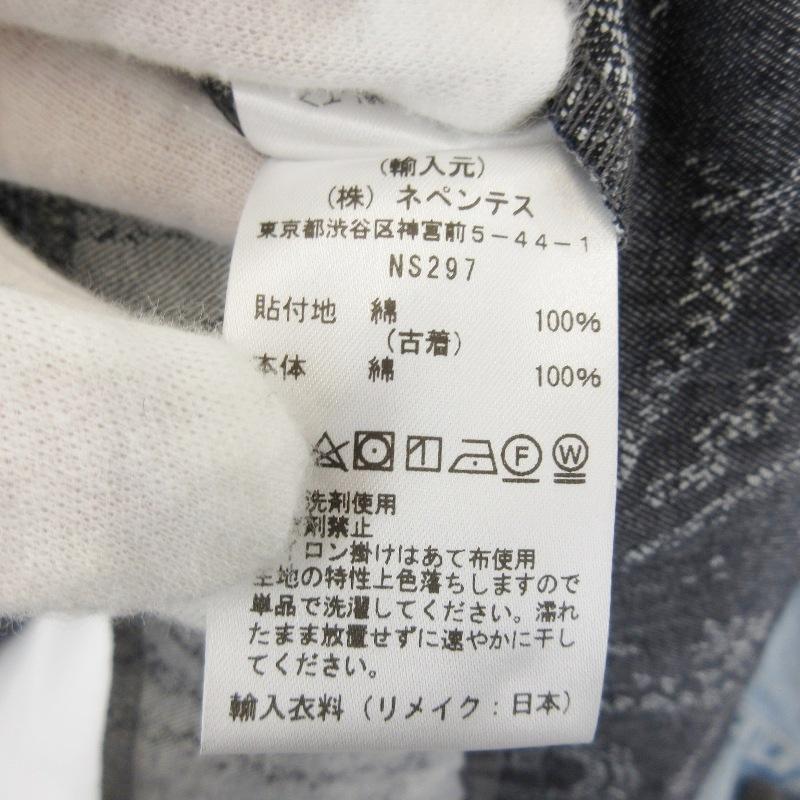 (輸入元)
(株) ネペンテス
東京都渋谷区神宮前5-44-1
NS297
貼付地 綿 100%
(古着)
本体 綿 100%
F W
洗剤使用
剤禁止
ロン掛けはあて布使用
生地の特性上色落ちしますので
単品で洗濯してください。濡れ
たまま放置せずに速やかに干し
てください。
輸入衣料 (リメイク:日本)